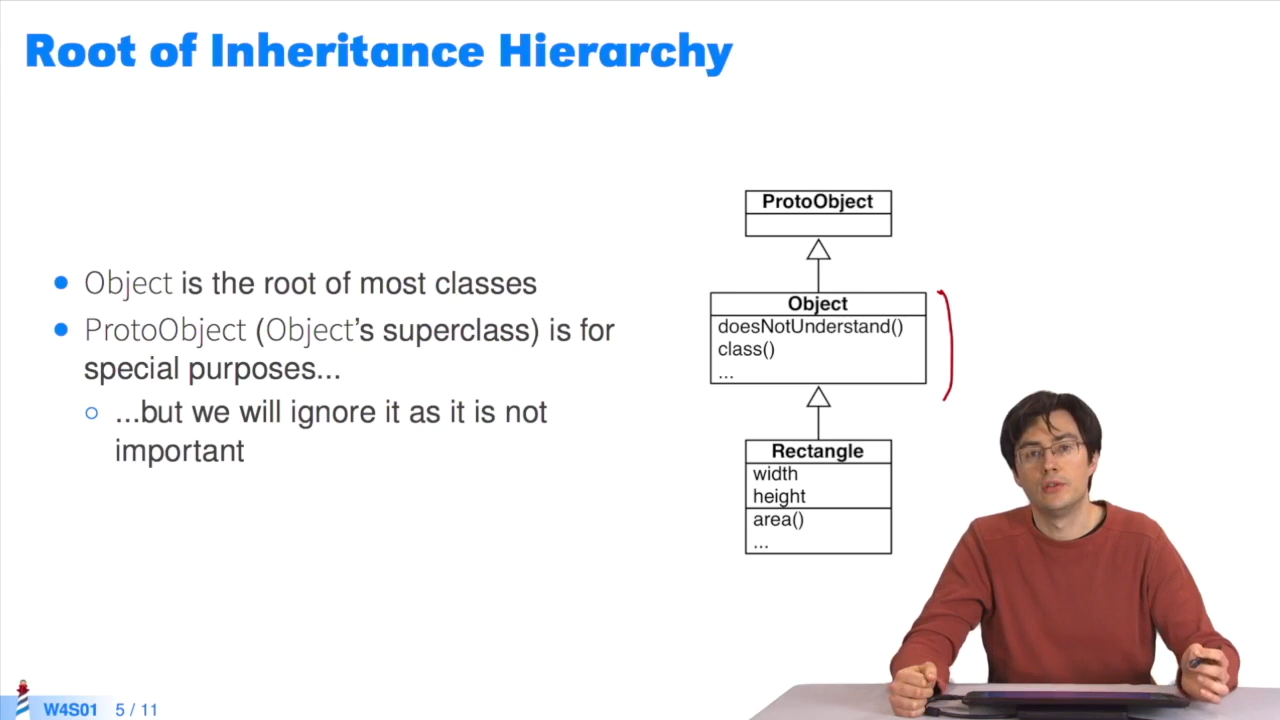 Root of Inheritance Hierarchy
Object is the root of most classes
ProtoObject (Object's superclass) is for
special purposes...
...but we will ignore it as it is not
important
ProtoObject
Object
doesNotUnderstand()
class()
...
Rectangle
width
height
area()
...
W4S01 5 / 11